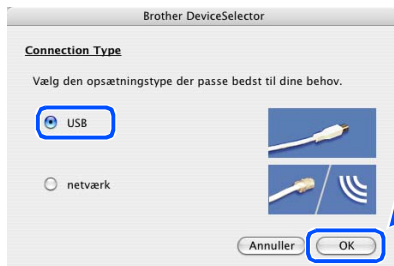 Brother DeviceSelector
Connection Type
Vælg den opsætningstype der passe bedst til dine behov.
USB
netværk
Annuller
OK